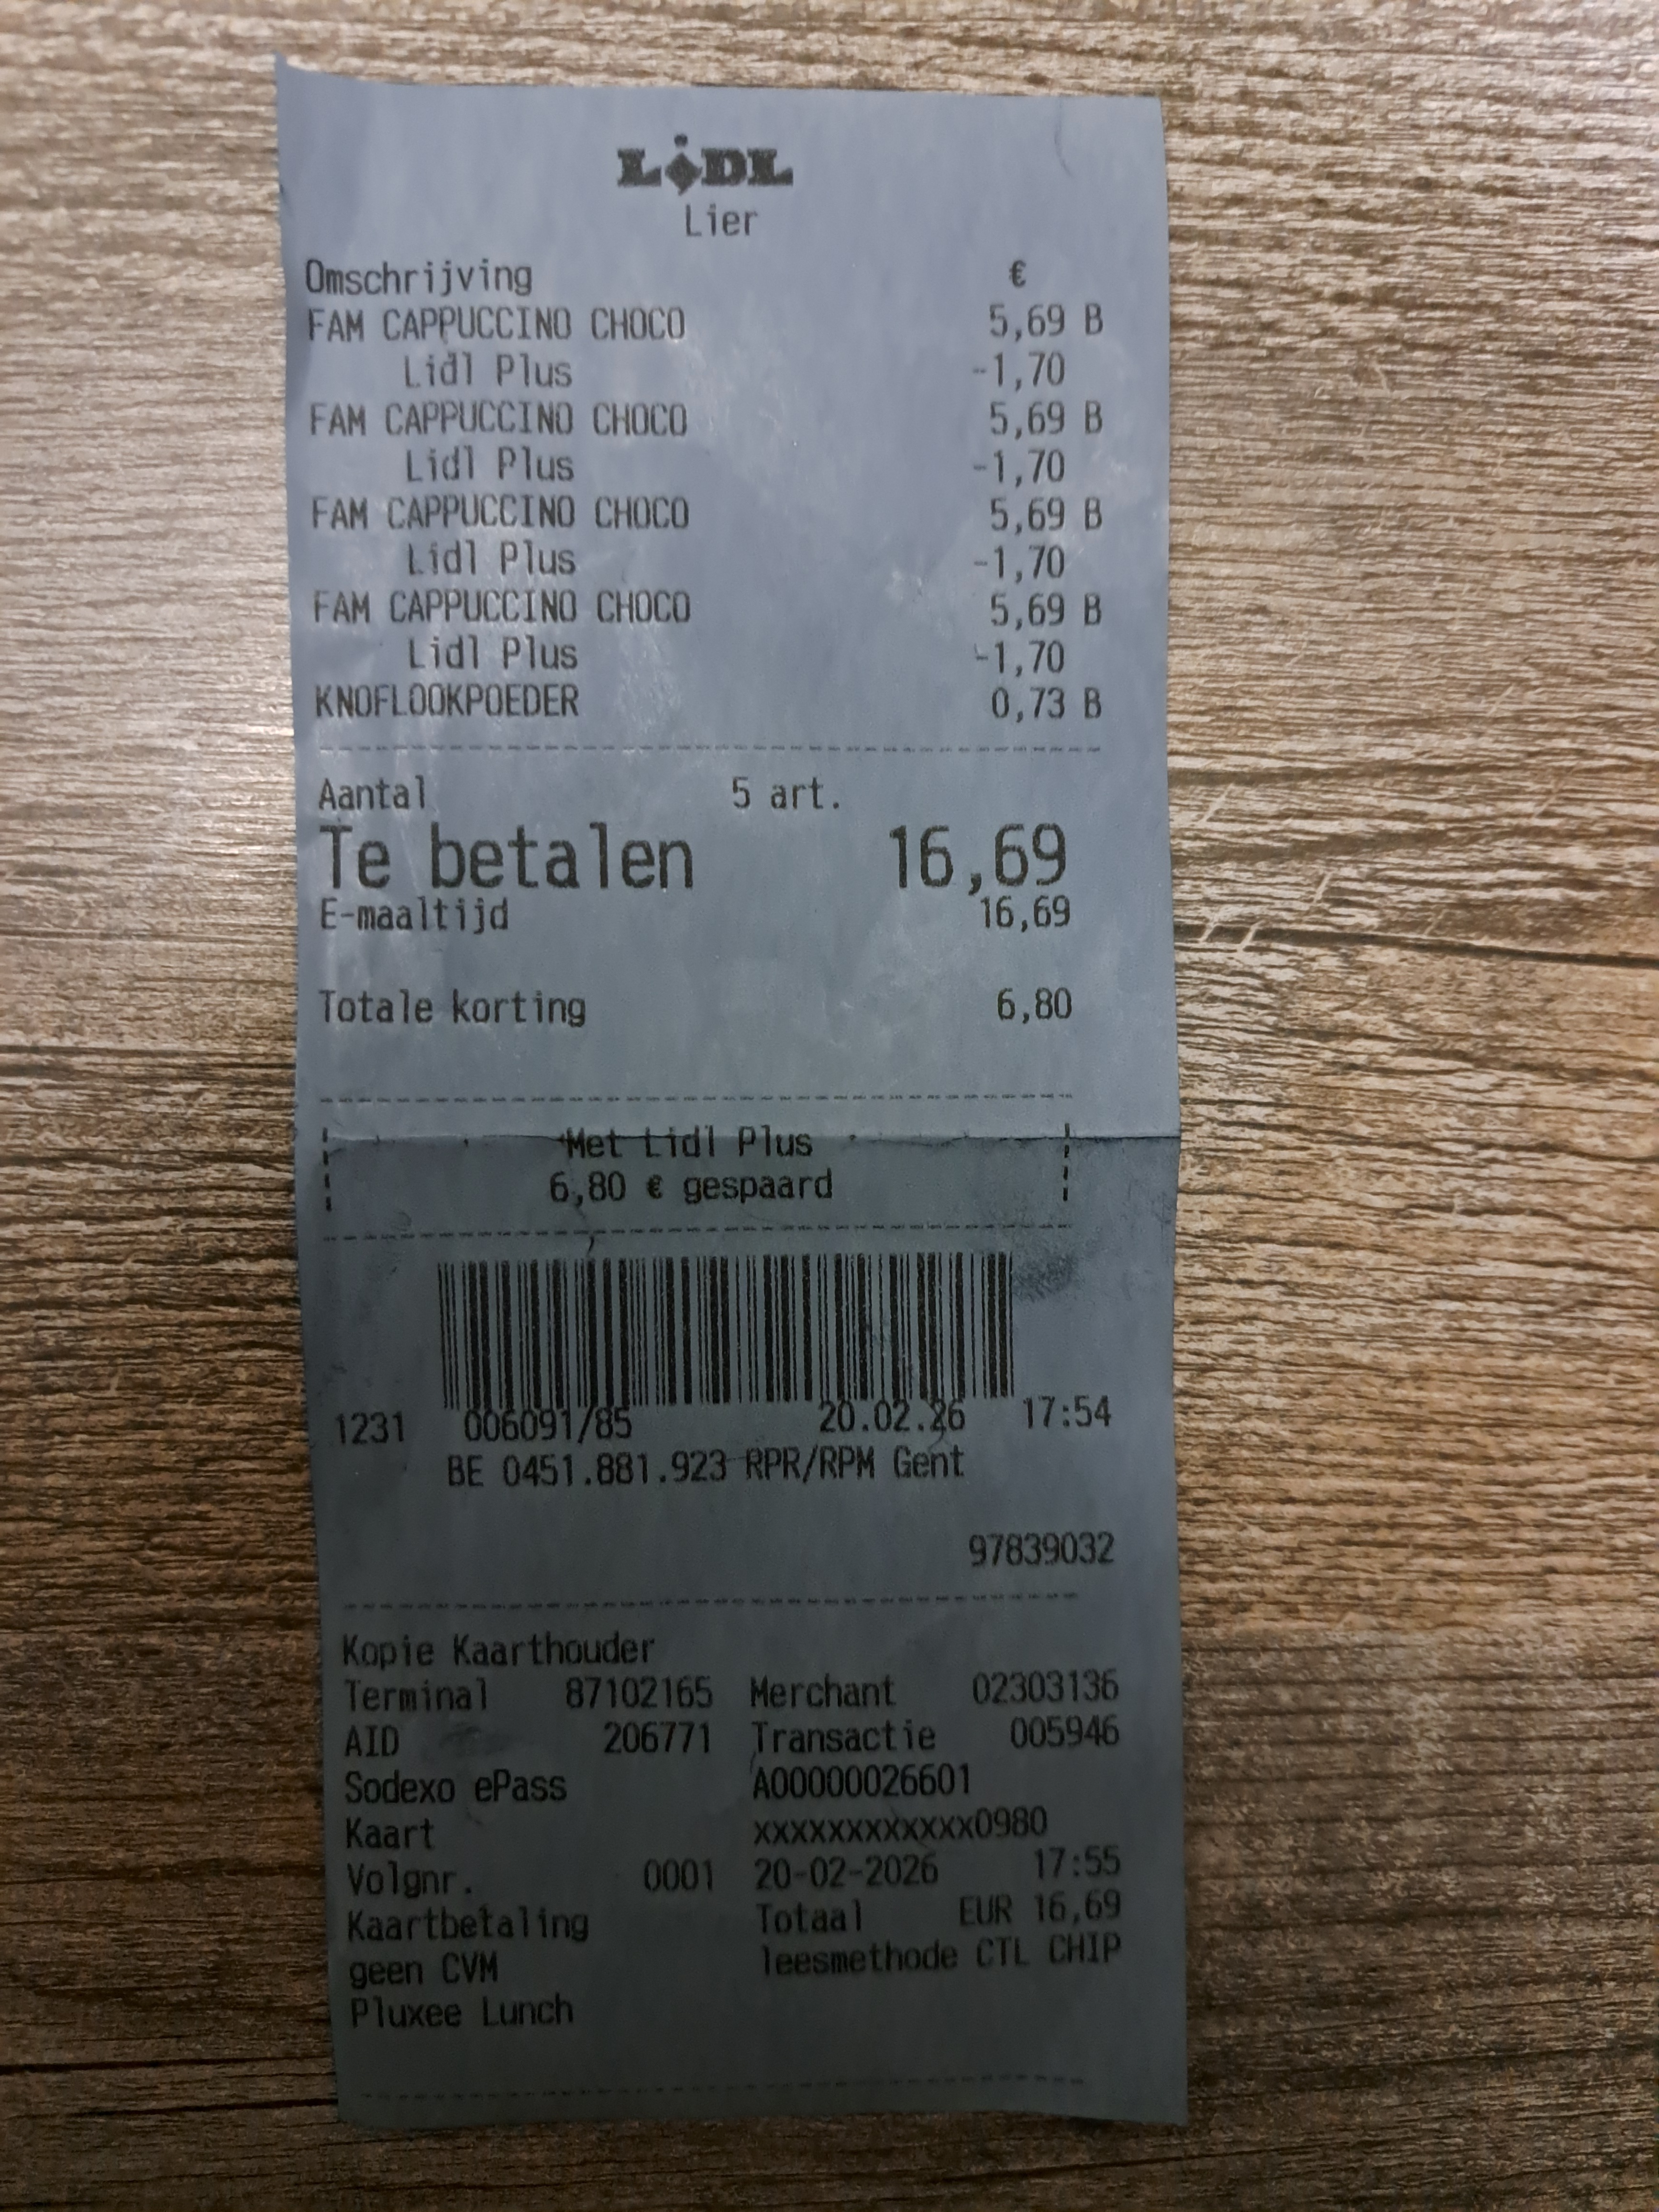 LIDL
Lier
Omschrijving €
FAM CAPPUCCINO CHOCO 5,69 B
Lidl Plus -1,70
FAM CAPPUCCINO CHOCO 5,69 B
Lidl Plus -1,70
FAM CAPPUCCINO CHOCO 5,69 B
Lidl Plus -1,70
FAM CAPPUCCINO CHOCO 5,69 B
Lidl Plus -1,70
KNOFLOOKPOEDER 0,73 B
Aantal 5 art.
Te betalen 16,69
E-maaltijd 16,69
Totale korting 6,80
Met Lidl Plus
6,80 € gespaard
1231 006091/85 20.02.26 17:54
BE 0451.881.923 RPR/RPM Gent
97839032
Kopie Kaarthouder
Terminal 87102165 Merchant 02303136
AID 206771 Transactie 005946
Sodexo ePass A00000026601
Kaart xxxxxxxxxxxx0980
Volgnr. 0001 20-02-2026 17:55
Kaartbetaling Totaal EUR 16,69
geen CVM leesmethode CTL CHIP
Pluxee Lunch